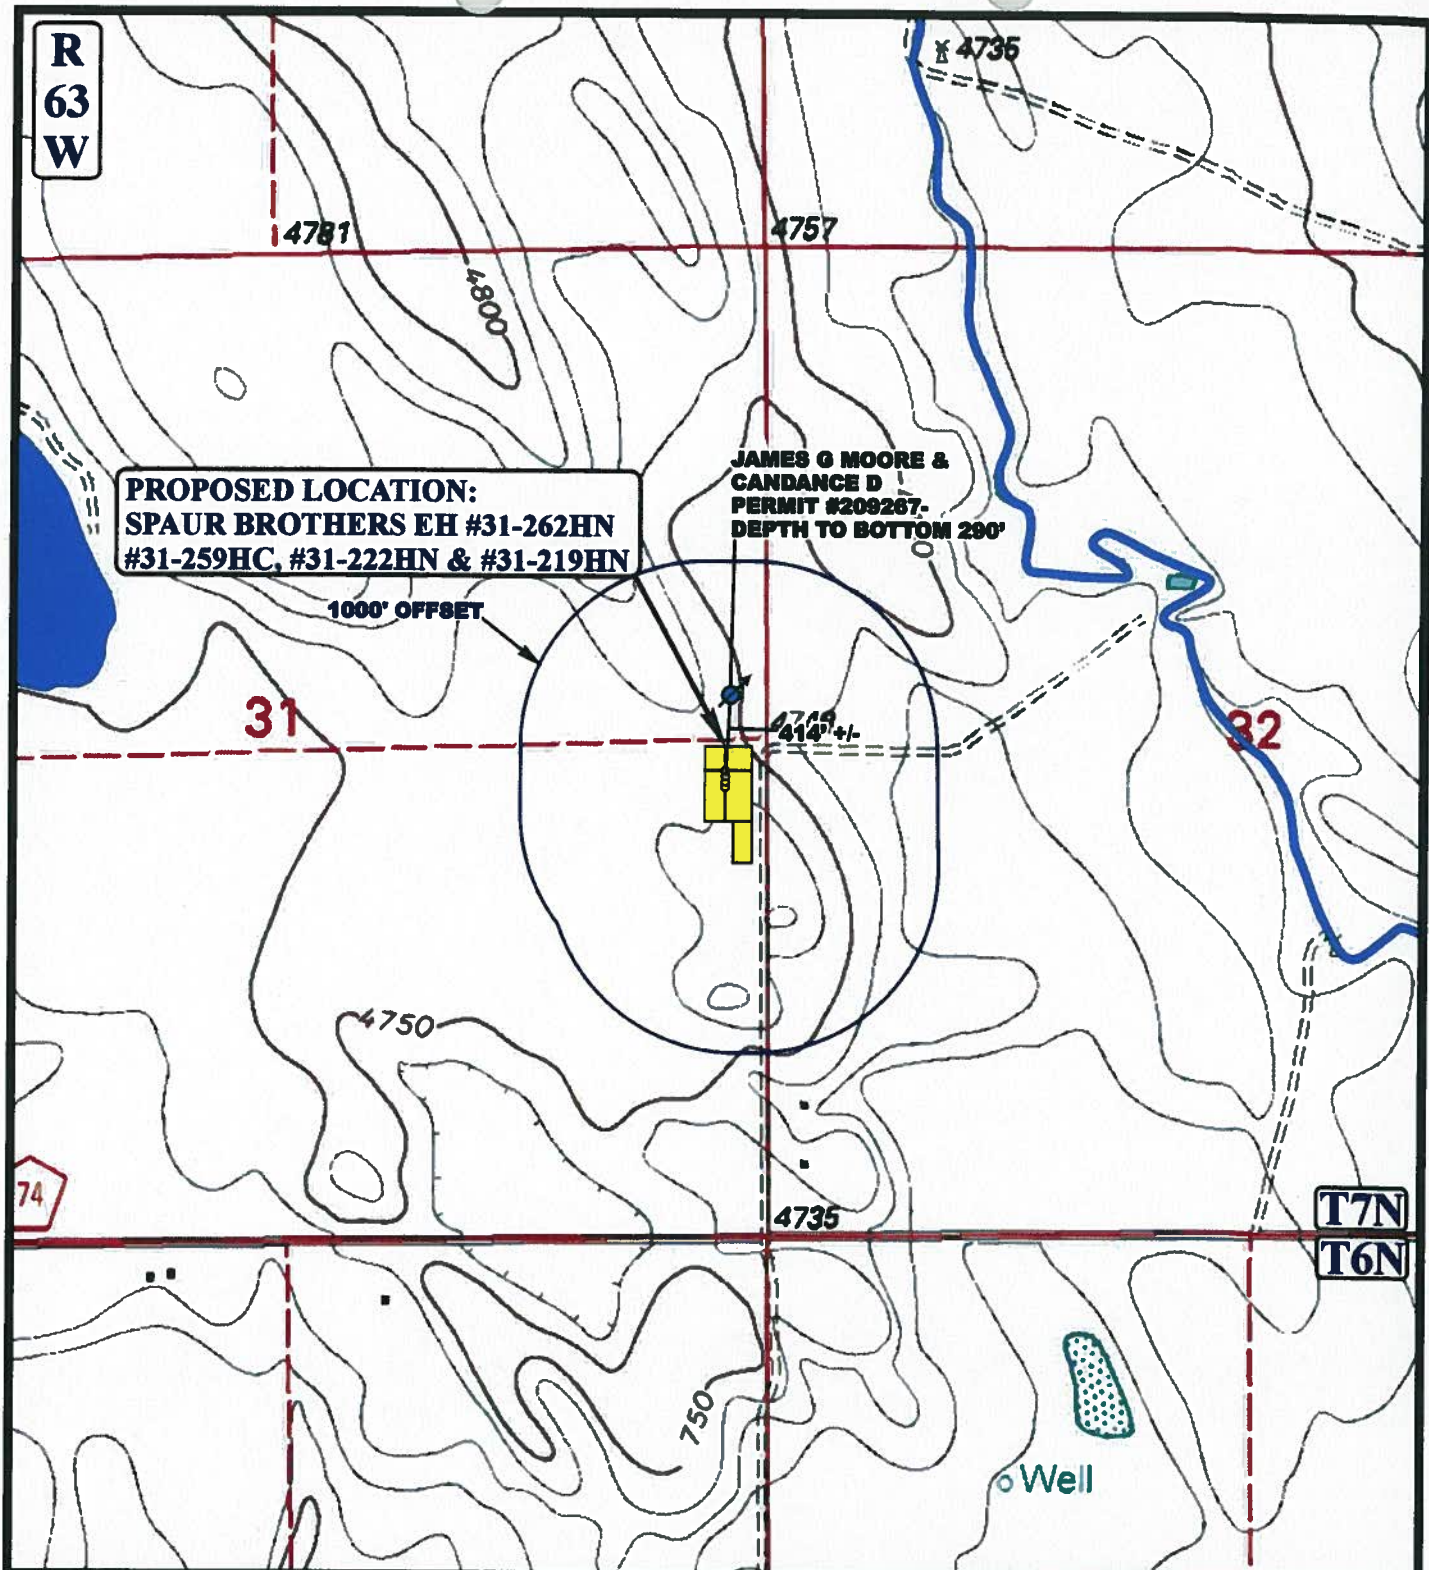 R
63
W
4736
4781
4757
4800
JAMES G MOORE &
CANDANCE D
PERMIT #209267-
DEPTH TO BOTTOM 290'
PROPOSED LOCATION:
SPAUR BROTHERS EH #31-262HN
#31-259HC, #31-222HN & #31-219HN
1000' OFFSET
0
31
414' +/-
32
4750
74
4735
T7N
T6N
750
Well